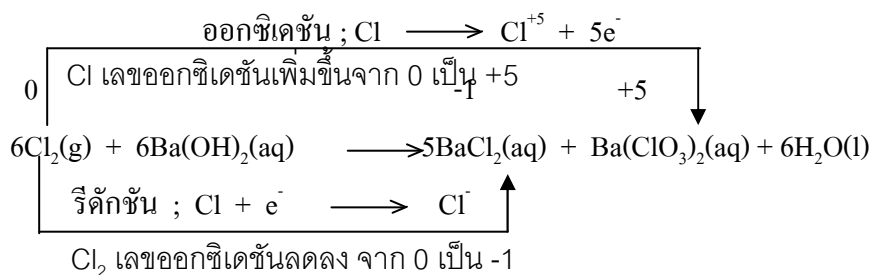 ออกซิเดชัน ; Cl ⟶ Cl⁺⁵ + 5e⁻
Cl เลขออกซิเดชันเพิ่มขึ้นจาก 0 เป็น +5
0 -1 +5
6Cl₂(g) + 6Ba(OH)₂(aq) ⟶ 5BaCl₂(aq) + Ba(ClO₃)₂(aq) + 6H₂O(l)
รีดักชัน ; Cl + e⁻ ⟶ Cl⁻
Cl₂ เลขออกซิเดชันลดลง จาก 0 เป็น -1